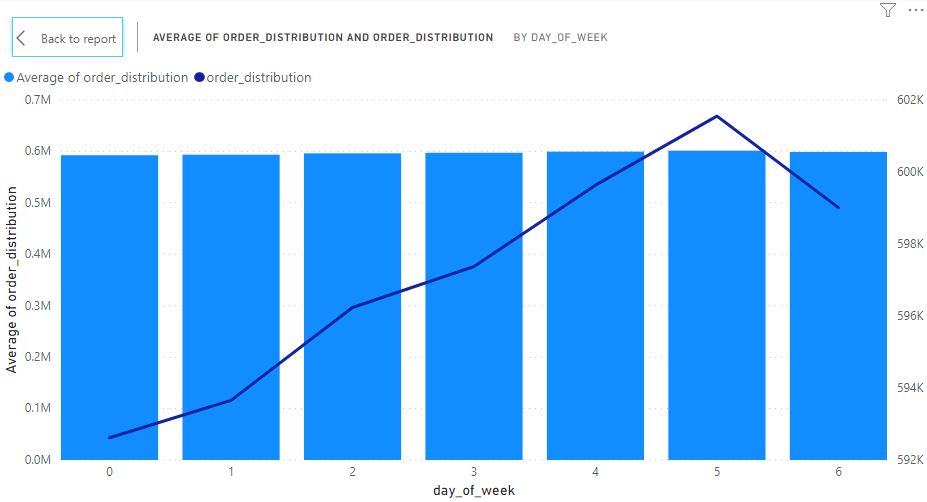 Back to report
AVERAGE OF ORDER_DISTRIBUTION AND ORDER_DISTRIBUTION BY DAY_OF_WEEK
Average of order_distribution order_distribution
0.7M
0.6M
0.5M
0.4M
0.3M
0.2M
0.1M
0.0M
Average of order_distribution
602K
600K
598K
596K
594K
592K
0 1 2 3 4 5 6
day_of_week